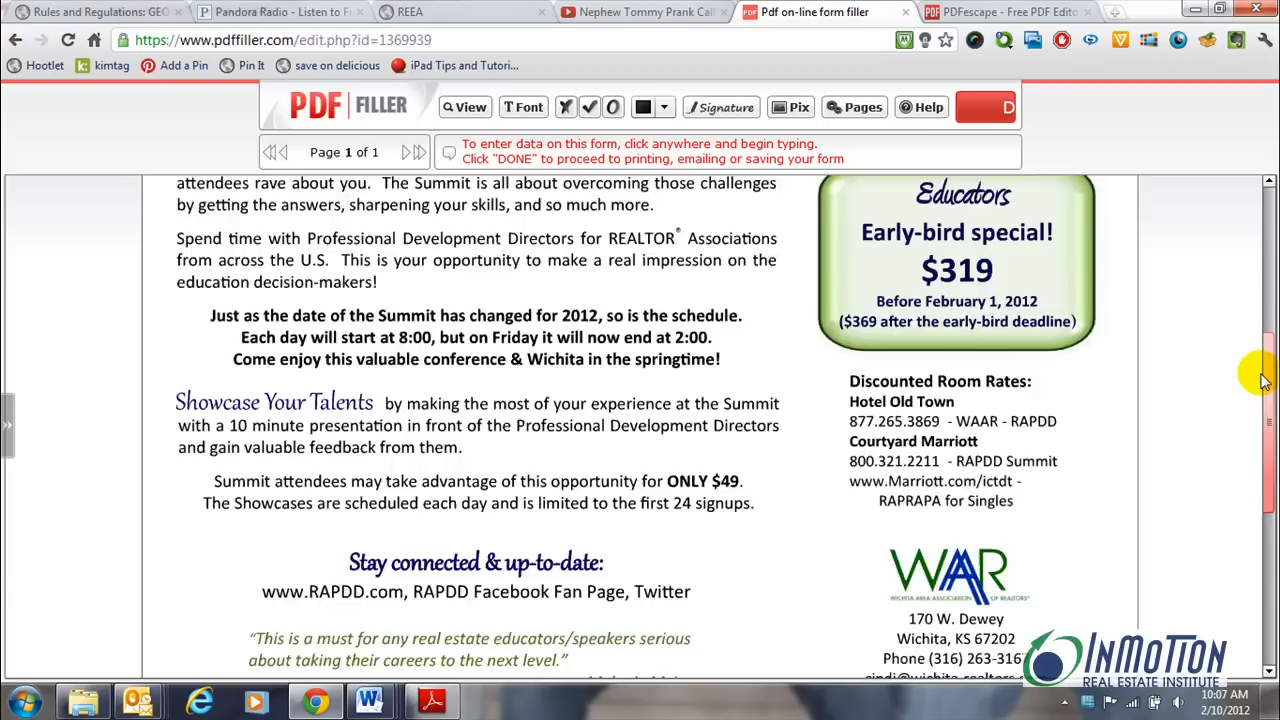 Rules and Regulations: GEO
Pandora Radio - Listen to F
REEA
Nephew Tommy Prank Call
Pdf on-line form filler
PDFescape - Free PDF Edito
https://www.pdffiller.com/edit.php?id=1369939
Hootlet
kimtag
Add a Pin
Pin It
save on delicious
iPad Tips and Tutori...
PDF FILLER
View
T Font
Signature
Pix
Pages
Help
D
Page 1 of 1
To enter data on this form, click anywhere and begin typing.
Click "DONE" to proceed to printing, emailing or saving your form
attendees rave about you. The Summit is all about overcoming those challenges
by getting the answers, sharpening your skills, and so much more.
Spend time with Professional Development Directors for REALTOR® Associations
from across the U.S. This is your opportunity to make a real impression on the
education decision-makers!
Just as the date of the Summit has changed for 2012, so is the schedule.
Each day will start at 8:00, but on Friday it will now end at 2:00.
Come enjoy this valuable conference & Wichita in the springtime!
Showcase Your Talents by making the most of your experience at the Summit
with a 10 minute presentation in front of the Professional Development Directors
and gain valuable feedback from them.
Summit attendees may take advantage of this opportunity for ONLY $49.
The Showcases are scheduled each day and is limited to the first 24 signups.
Stay connected & up-to-date:
www.RAPDD.com, RAPDD Facebook Fan Page, Twitter
"This is a must for any real estate educators/speakers serious
about taking their careers to the next level."
Educators
Early-bird special!
$319
Before February 1, 2012
($369 after the early-bird deadline)
Discounted Room Rates:
Hotel Old Town
877.265.3869 - WAAR - RAPDD
Courtyard Marriott
800.321.2211 - RAPDD Summit
www.Marriott.com/ictdt -
RAPRAPA for Singles
WAAR
WICHITA AREA ASSOCIATION OF REALTORS®
170 W. Dewey
Wichita, KS 67202
Phone (316) 263-316
INMOTION
REAL ESTATE INSTITUTE
10:07 AM
2/10/2012